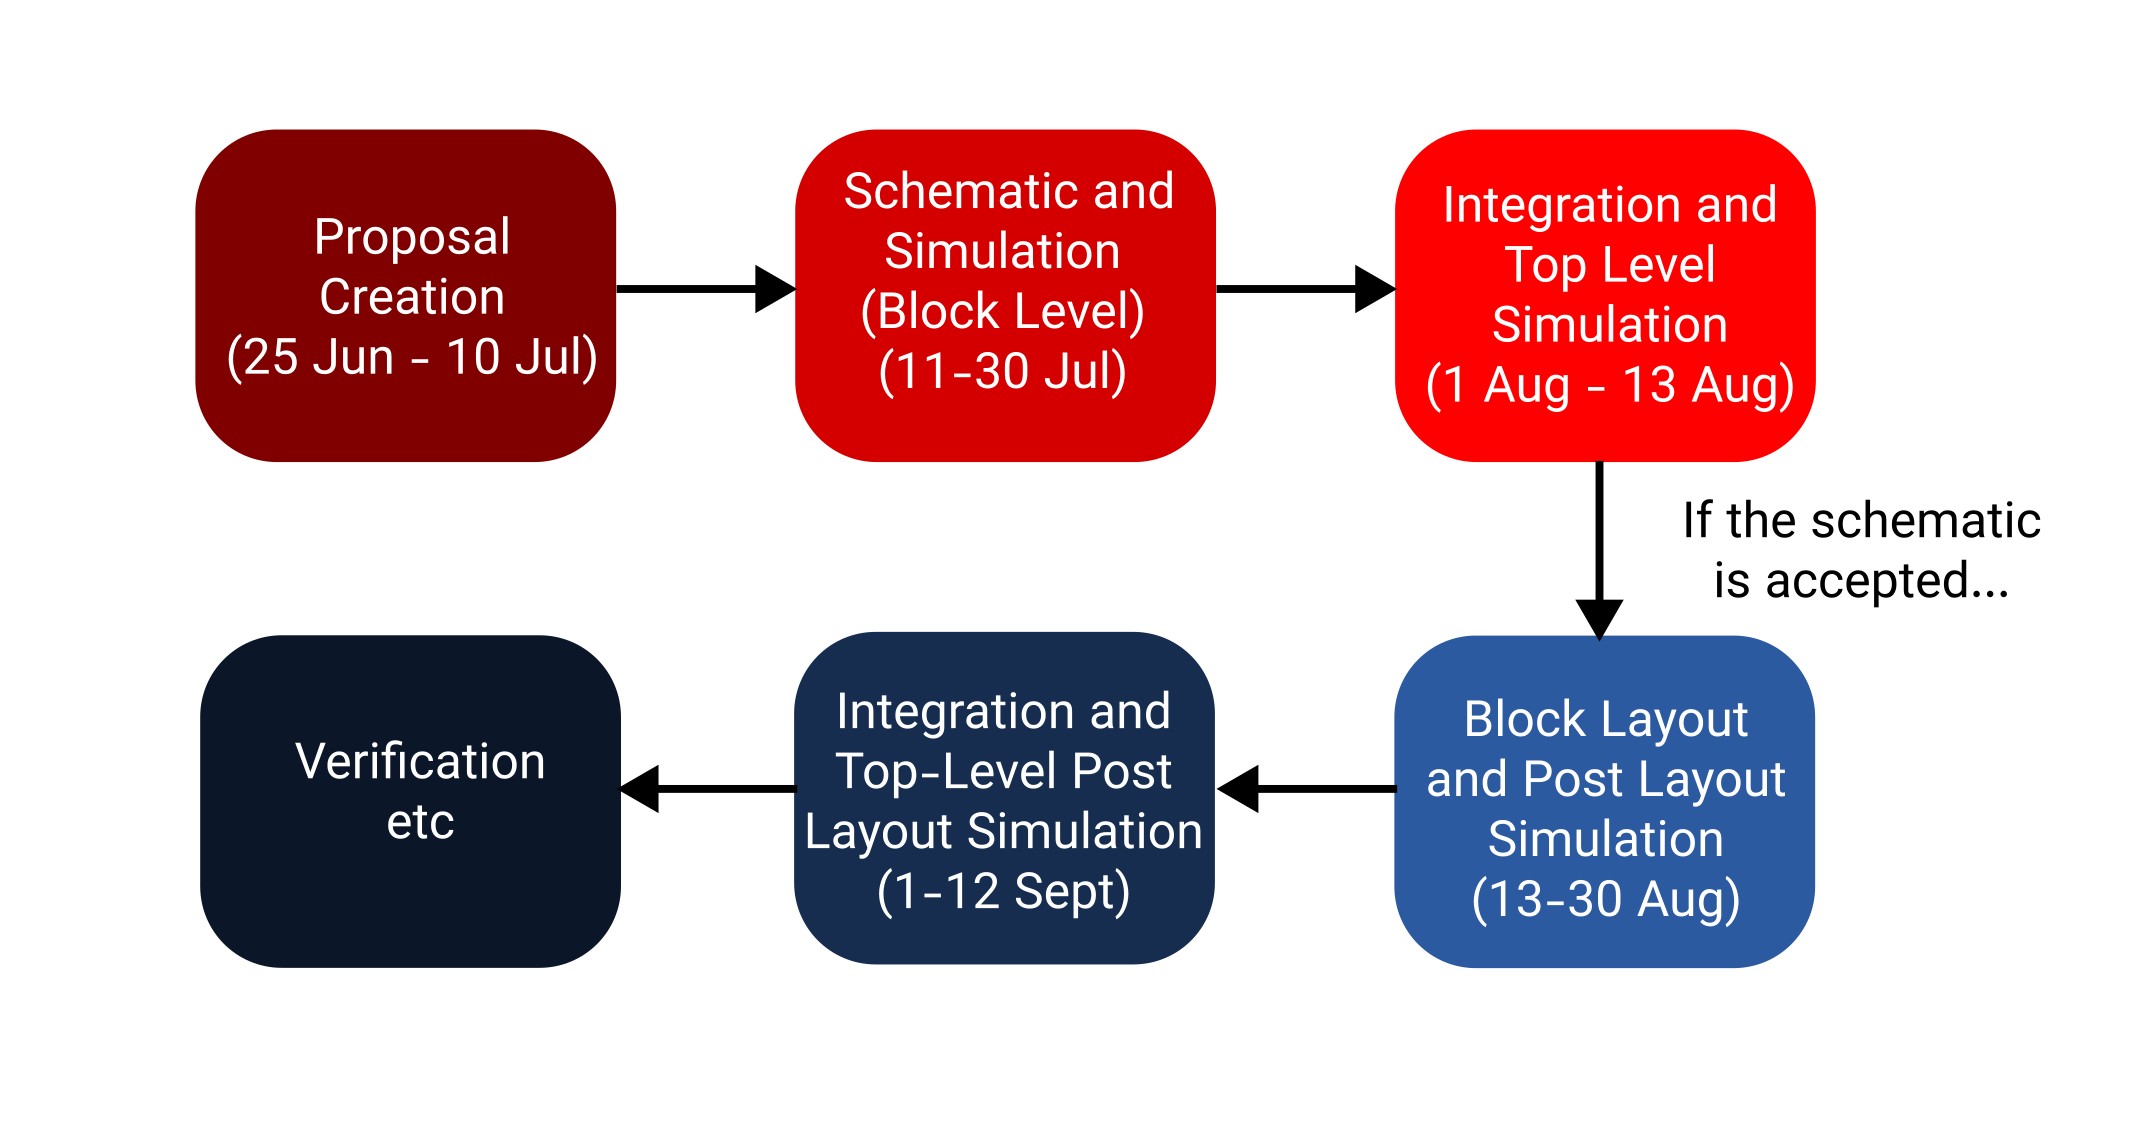 Proposal
Creation
(25 Jun - 10 Jul)
Schematic and
Simulation
(Block Level)
(11-30 Jul)
Integration and
Top Level
Simulation
(1 Aug - 13 Aug)
If the schematic
is accepted...
Block Layout
and Post Layout
Simulation
(13-30 Aug)
Integration and
Top-Level Post
Layout Simulation
(1-12 Sept)
Verification
etc